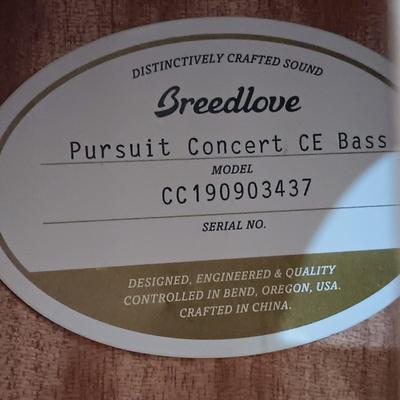 DISTINCTIVELY CRAFTED SOUND
Breedlove
Pursuit Concert CE Bass
MODEL
CC190903437
SERIAL NO.
DESIGNED, ENGINEERED & QUALITY
CONTROLLED IN BEND, OREGON, USA.
CRAFTED IN CHINA.